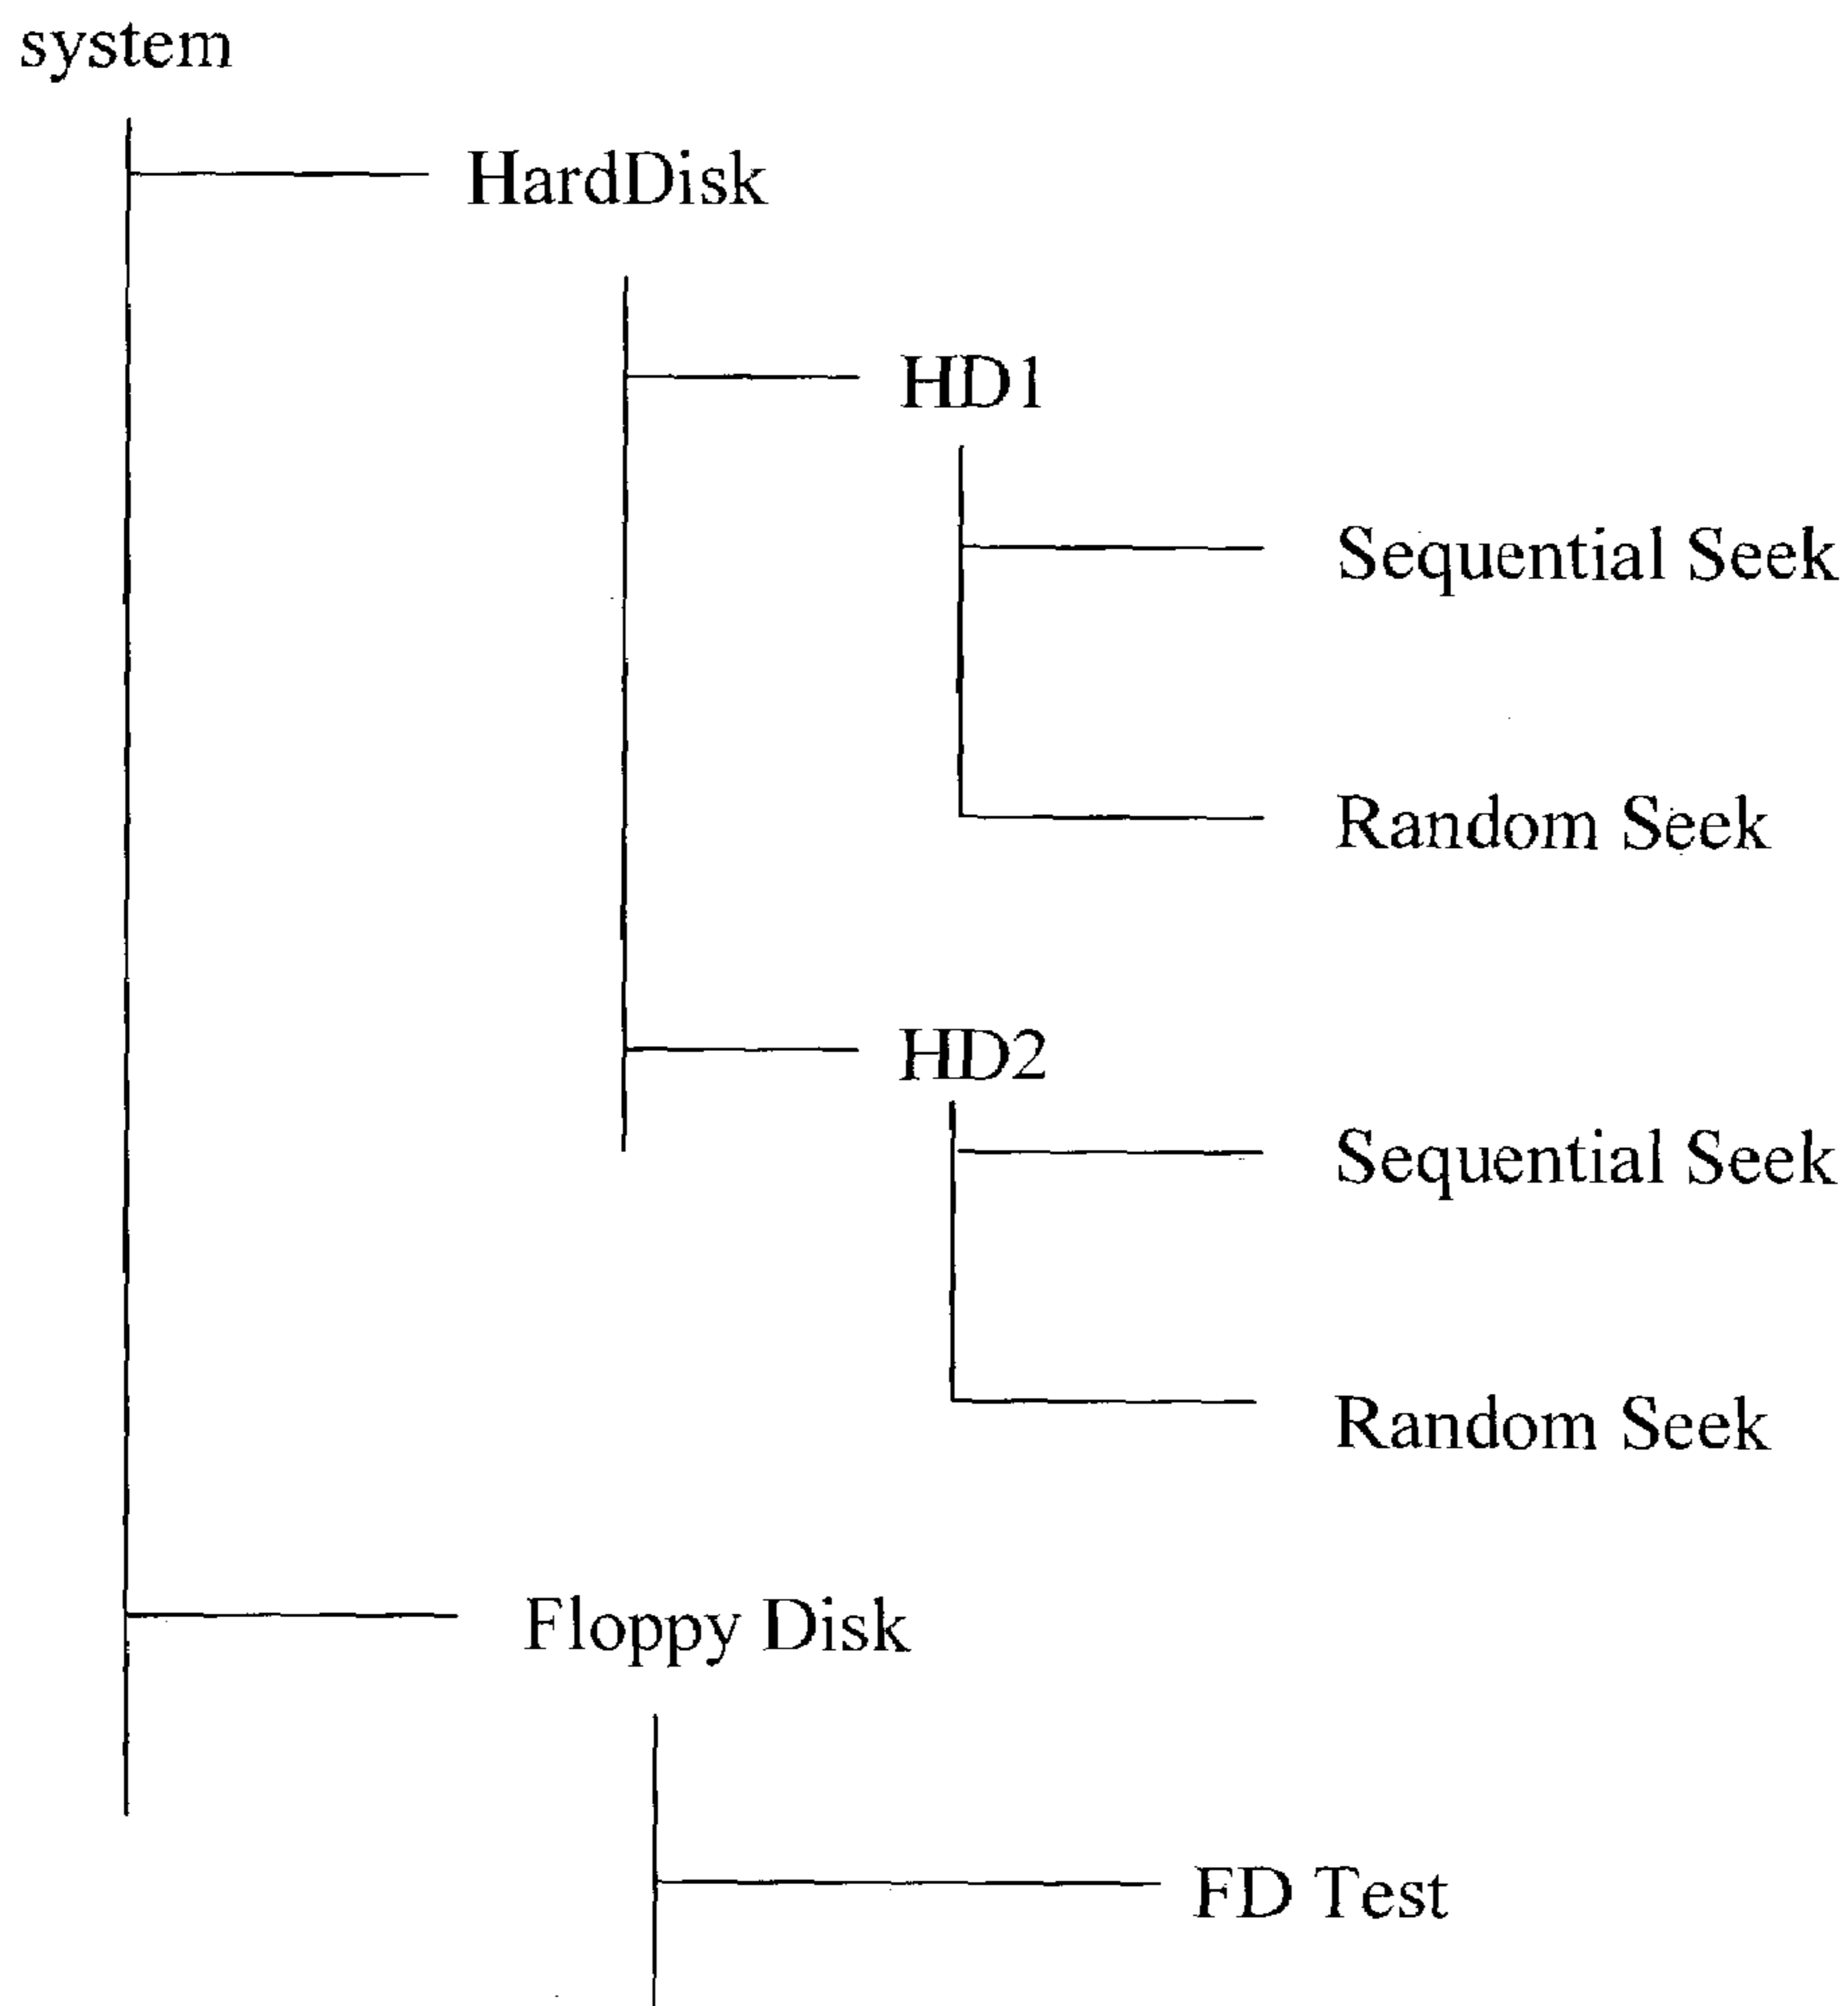 system
HardDisk
HD1
Sequential Seek
Random Seek
HD2
Sequential Seek
Random Seek
Floppy Disk
FD Test